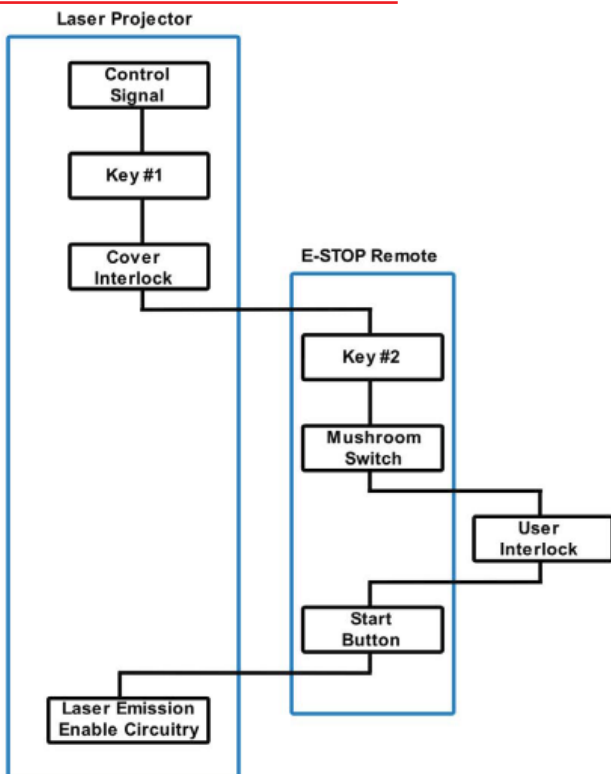 Laser Projector
Control
Signal
Key #1
Cover
Interlock
E-STOP Remote
Key #2
Mushroom
Switch
User
Interlock
Start
Button
Laser Emission
Enable Circuitry